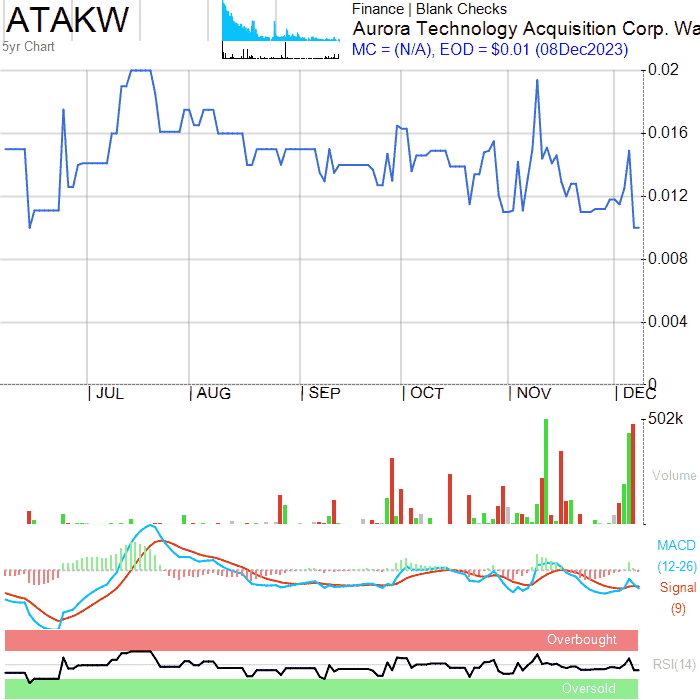 ATAKW
5yr Chart
Finance | Blank Checks
Aurora Technology Acquisition Corp. Wa
MC = (N/A), EOD = $0.01 (08Dec2023)
0.02
0.016
0.012
0.008
0.004
0
JUL AUG SEP OCT NOV DEC
502k
Volume
MACD
(12-26)
Signal
(9)
Overbought
RSI(14)
Oversold